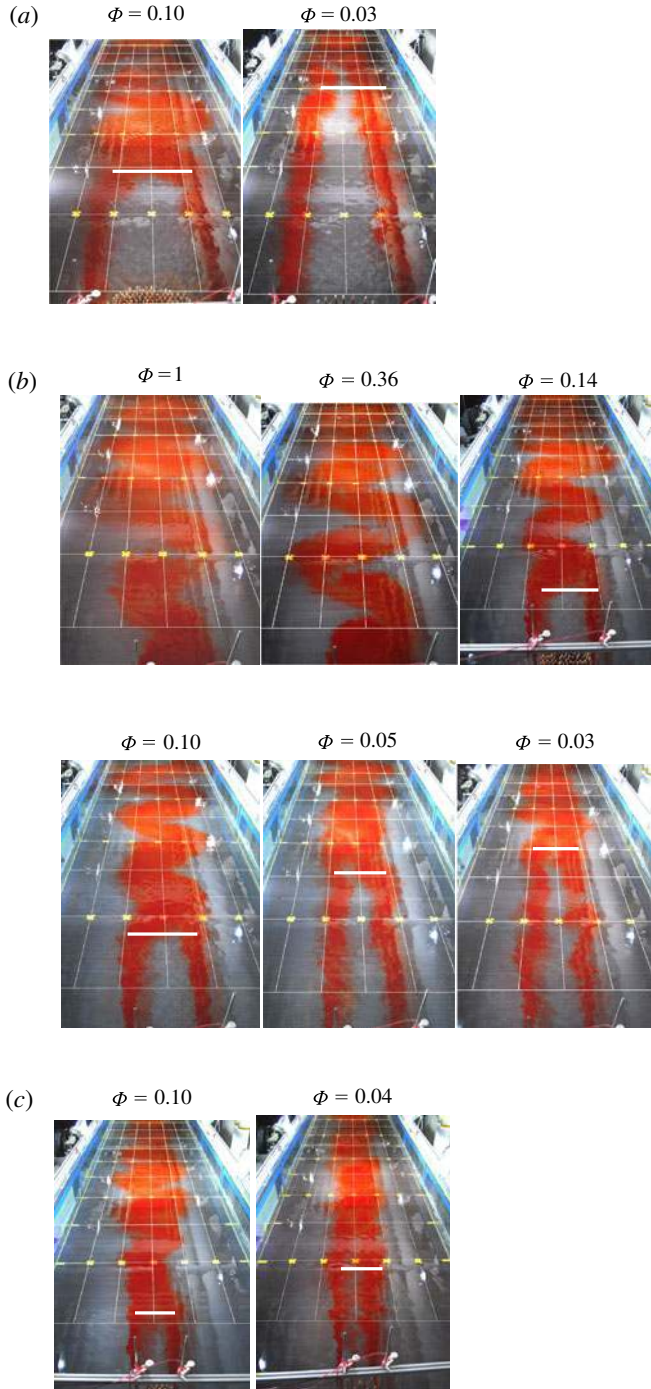 (a) Φ = 0.10 Φ = 0.03
(b) Φ =1 Φ = 0.36 Φ = 0.14
Φ = 0.10 Φ = 0.05 Φ = 0.03
(c) Φ = 0.10 Φ = 0.04